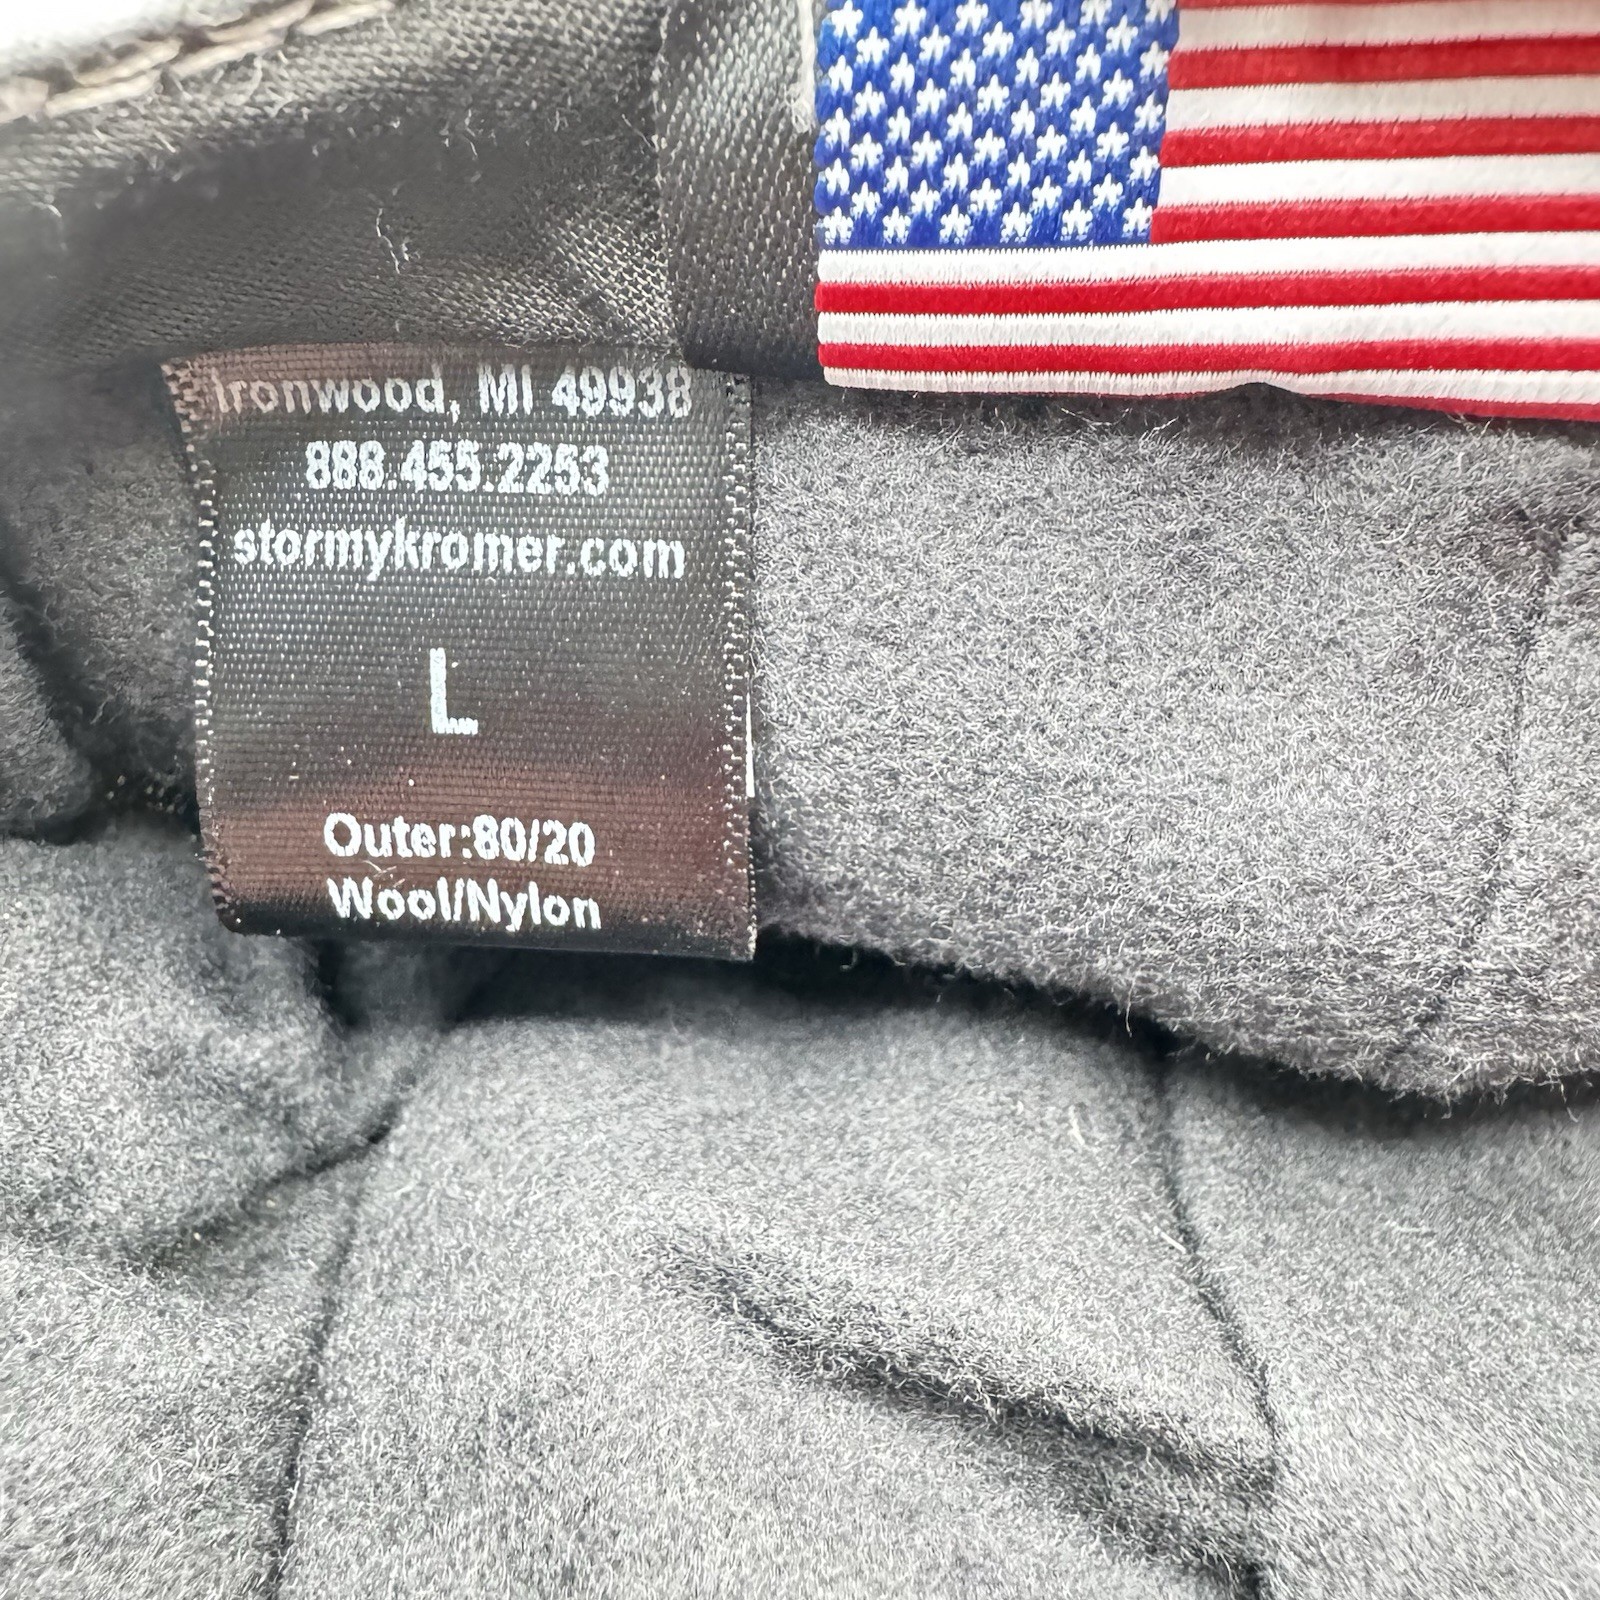 Ironwood, MI 49938
888.455.2253
stormykromer.com
L
Outer:80/20
Wool/Nylon